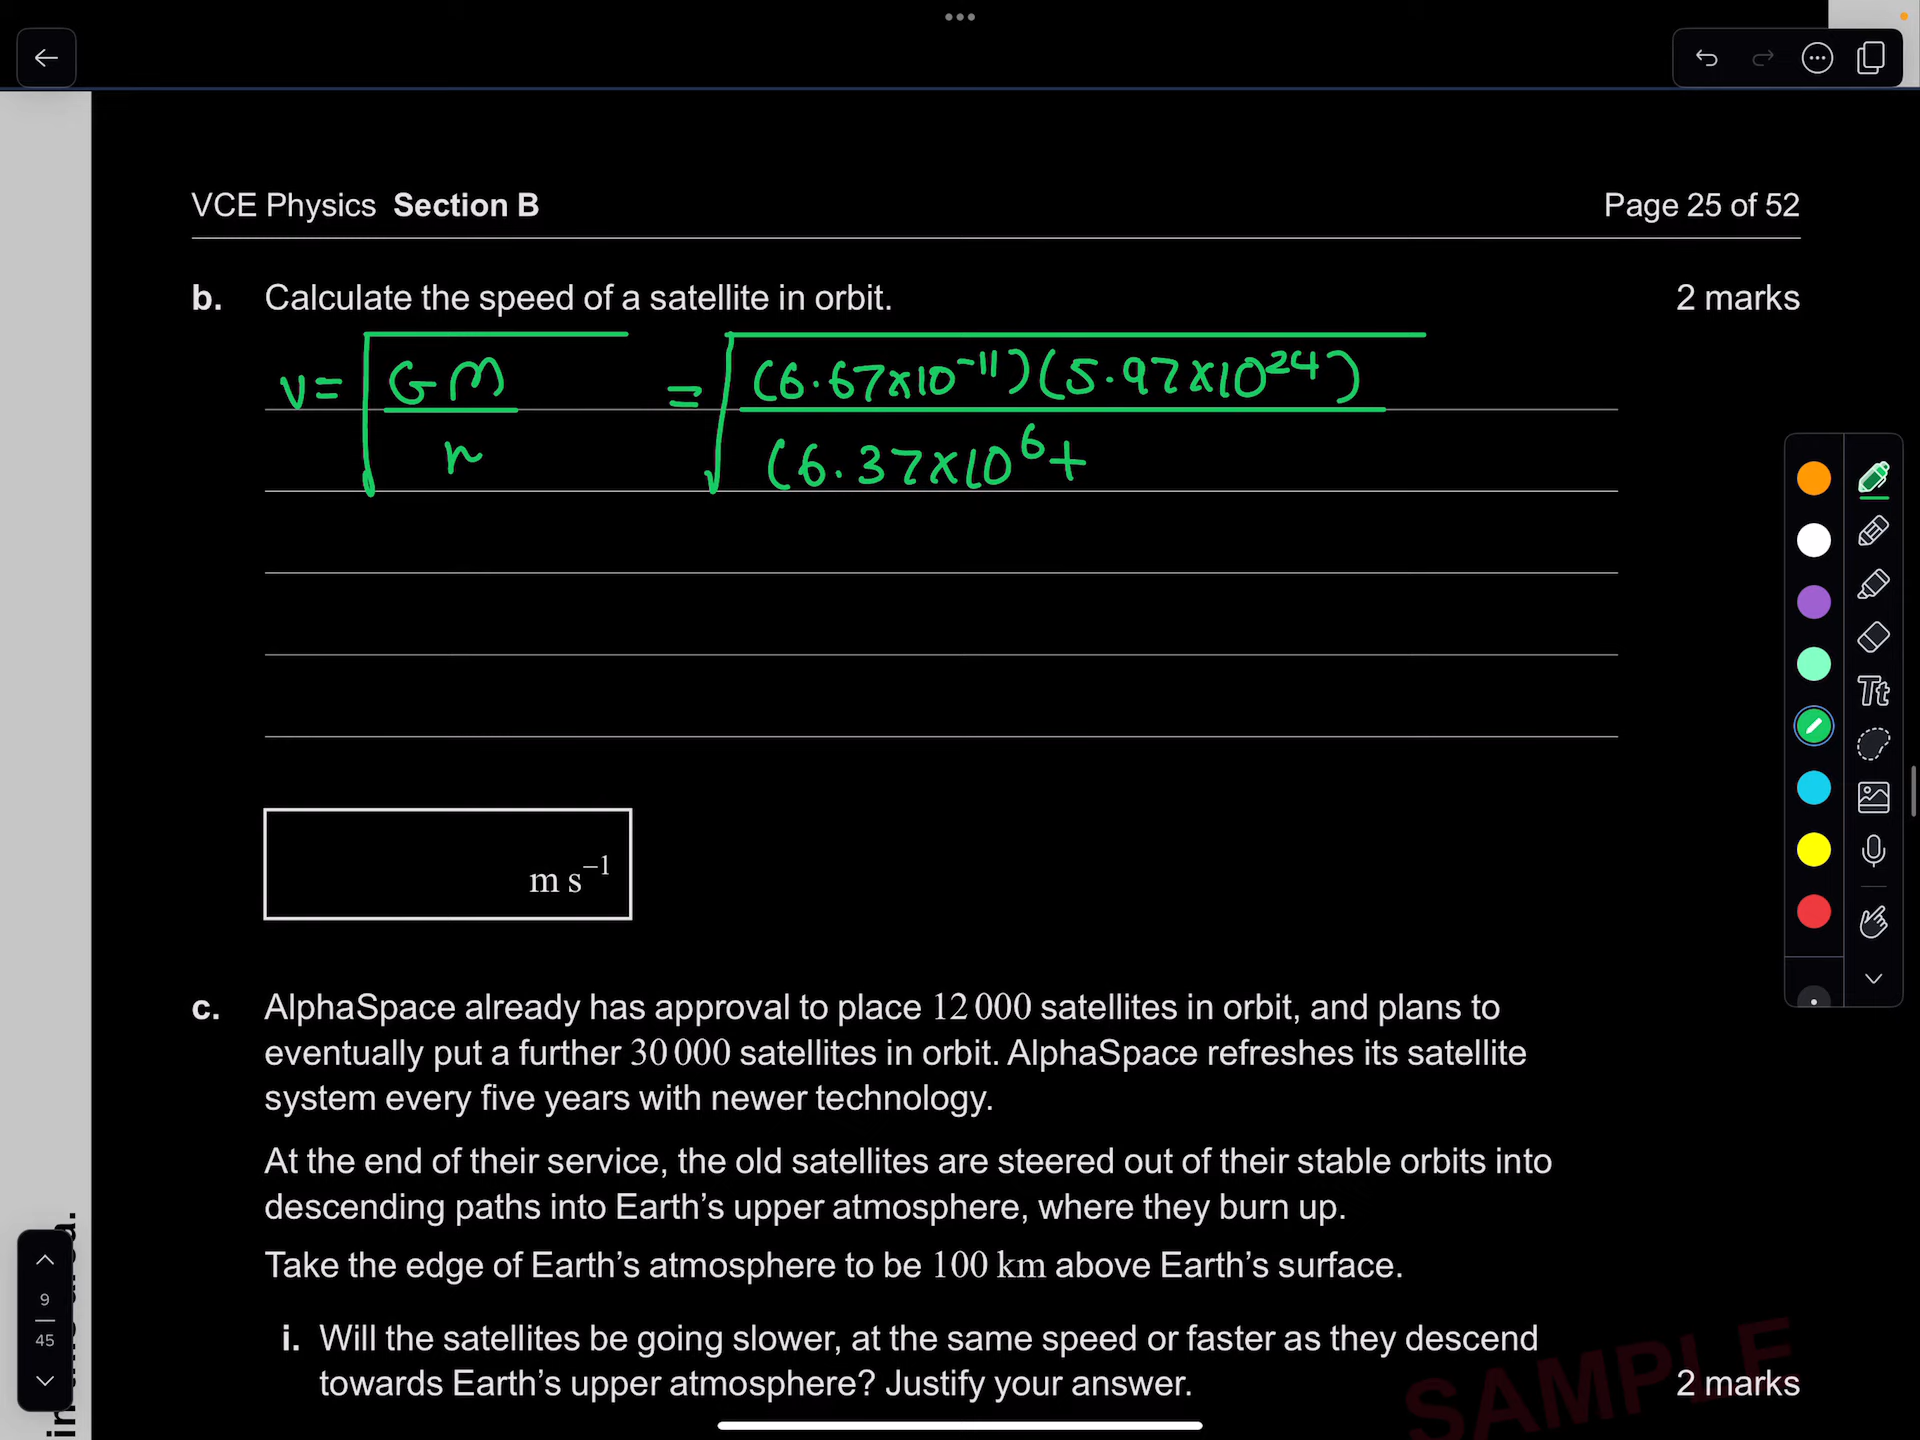 VCE Physics Section B
Page 25 of 52
b. Calculate the speed of a satellite in orbit. 2 marks
v = √(GM / r) = √((6.67×10⁻¹¹)(5.97×10²⁴) / (6.37×10⁶+
m s⁻¹
c. AlphaSpace already has approval to place 12 000 satellites in orbit, and plans to
eventually put a further 30 000 satellites in orbit. AlphaSpace refreshes its satellite
system every five years with newer technology.
At the end of their service, the old satellites are steered out of their stable orbits into
descending paths into Earth’s upper atmosphere, where they burn up.
Take the edge of Earth’s atmosphere to be 100 km above Earth’s surface.
i. Will the satellites be going slower, at the same speed or faster as they descend
towards Earth’s upper atmosphere? Justify your answer. 2 marks
SAMPLE
9
45
Tt